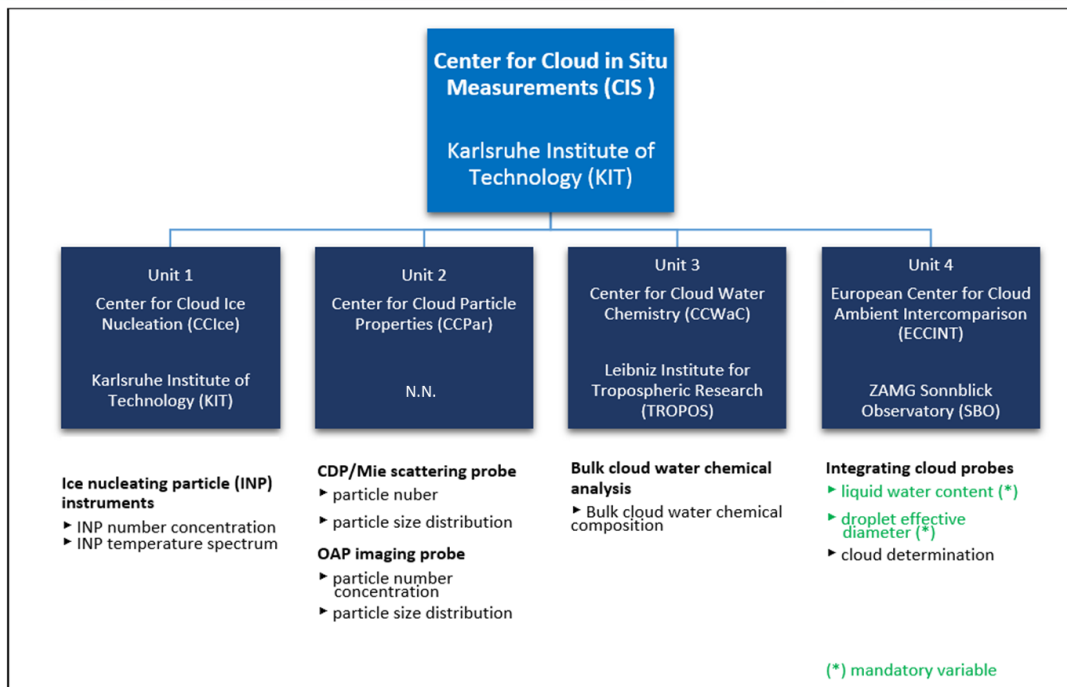 Center for Cloud in Situ
Measurements (CIS )
Karlsruhe Institute of
Technology (KIT)
Unit 1
Center for Cloud Ice
Nucleation (CCIce)
Karlsruhe Institute of
Technology (KIT)
Unit 2
Center for Cloud Particle
Properties (CCPar)
N.N.
Unit 3
Center for Cloud Water
Chemistry (CCWaC)
Leibniz Institute for
Tropospheric Research
(TROPOS)
Unit 4
European Center for Cloud
Ambient Intercomparison
(ECCINT)
ZAMG Sonnblick
Observatory (SBO)
Ice nucleating particle (INP)
instruments
‣ INP number concentration
‣ INP temperature spectrum
CDP/Mie scattering probe
‣ particle nuber
‣ particle size distribution
OAP imaging probe
‣ particle number
concentration
‣ particle size distribution
Bulk cloud water chemical
analysis
‣ Bulk cloud water chemical
composition
Integrating cloud probes
‣ liquid water content (*)
‣ droplet effective
diameter (*)
‣ cloud determination
(*) mandatory variable